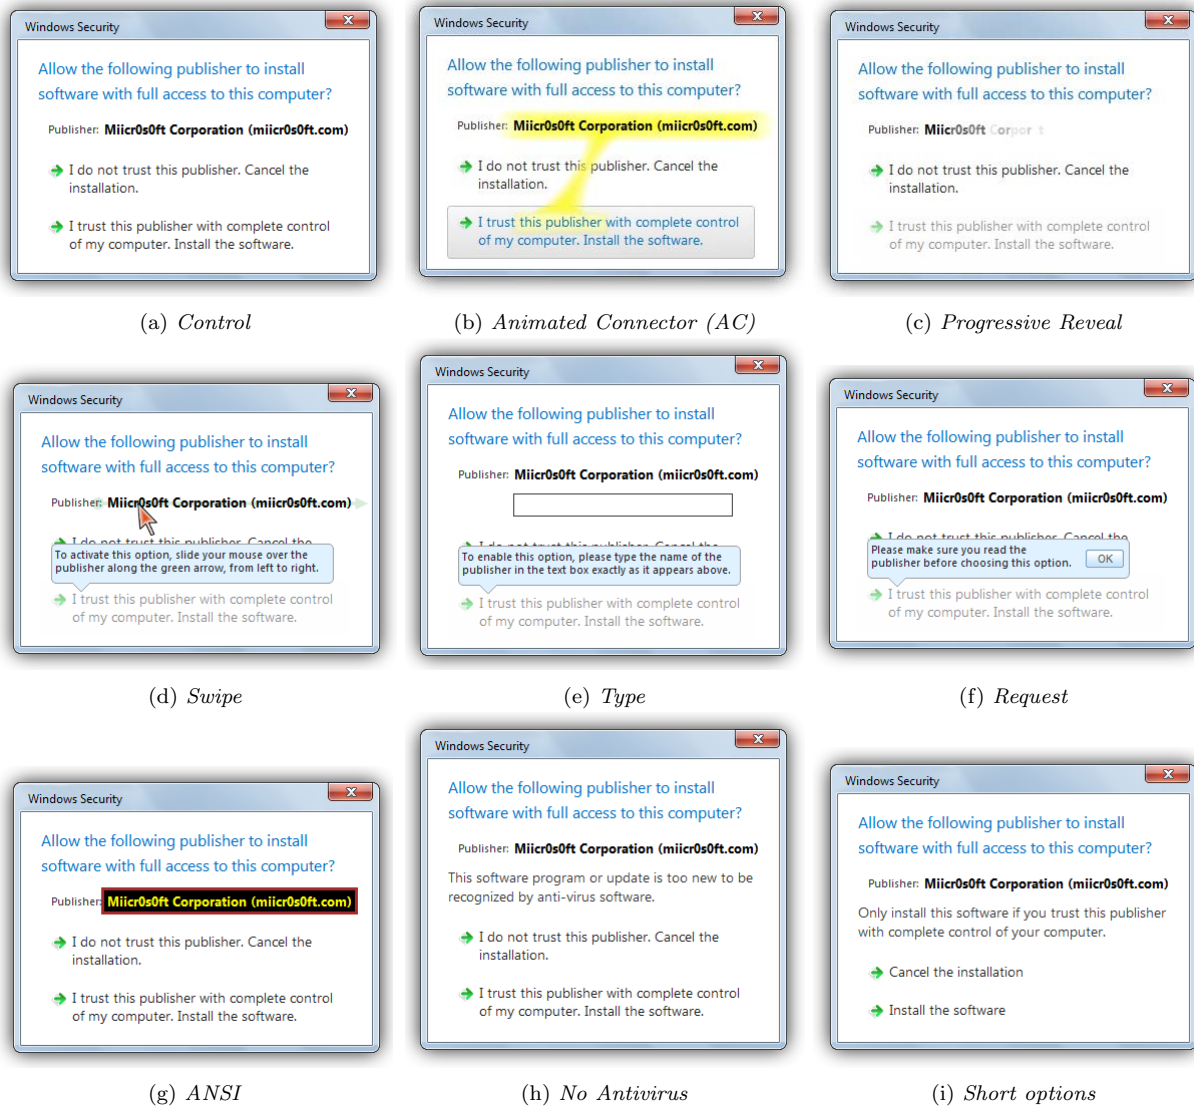 Windows Security
Allow the following publisher to install
software with full access to this computer?
Publisher: Miicr0s0ft Corporation (miicr0s0ft.com)
I do not trust this publisher. Cancel the
installation.
I trust this publisher with complete control
of my computer. Install the software.
(a) Control
Windows Security
Allow the following publisher to install
software with full access to this computer?
Publisher: Miicr0s0ft Corporation (miicr0s0ft.com)
I do not trust this publisher. Cancel the
installation.
I trust this publisher with complete control
of my computer. Install the software.
(b) Animated Connector (AC)
Windows Security
Allow the following publisher to install
software with full access to this computer?
Publisher: Miicr0s0ft
I do not trust this publisher. Cancel the
installation.
I trust this publisher with complete control
of my computer. Install the software.
(c) Progressive Reveal
Windows Security
Allow the following publisher to install
software with full access to this computer?
Publisher: Miicr0s0ft Corporation (miicr0s0ft.com)
I do not trust this publisher. Cancel the
To activate this option, slide your mouse over the
publisher along the green arrow, from left to right.
I trust this publisher with complete control
of my computer. Install the software.
(d) Swipe
Windows Security
Allow the following publisher to install
software with full access to this computer?
Publisher: Miicr0s0ft Corporation (miicr0s0ft.com)
I do not trust this publisher. Cancel the
To enable this option, please type the name of the
publisher in the text box exactly as it appears above.
I trust this publisher with complete control
of my computer. Install the software.
(e) Type
Windows Security
Allow the following publisher to install
software with full access to this computer?
Publisher: Miicr0s0ft Corporation (miicr0s0ft.com)
I do not trust this publisher. Cancel the
Please make sure you read the
publisher before choosing this option. OK
I trust this publisher with complete control
of my computer. Install the software.
(f) Request
Windows Security
Allow the following publisher to install
software with full access to this computer?
Publisher: Miicr0s0ft Corporation (miicr0s0ft.com)
I do not trust this publisher. Cancel the
installation.
I trust this publisher with complete control
of my computer. Install the software.
(g) ANSI
Windows Security
Allow the following publisher to install
software with full access to this computer?
Publisher: Miicr0s0ft Corporation (miicr0s0ft.com)
This software program or update is too new to be
recognized by anti-virus software.
I do not trust this publisher. Cancel the
installation.
I trust this publisher with complete control
of my computer. Install the software.
(h) No Antivirus
Windows Security
Allow the following publisher to install
software with full access to this computer?
Publisher: Miicr0s0ft Corporation (miicr0s0ft.com)
Only install this software if you trust this publisher
with complete control of your computer.
Cancel the installation
Install the software
(i) Short options